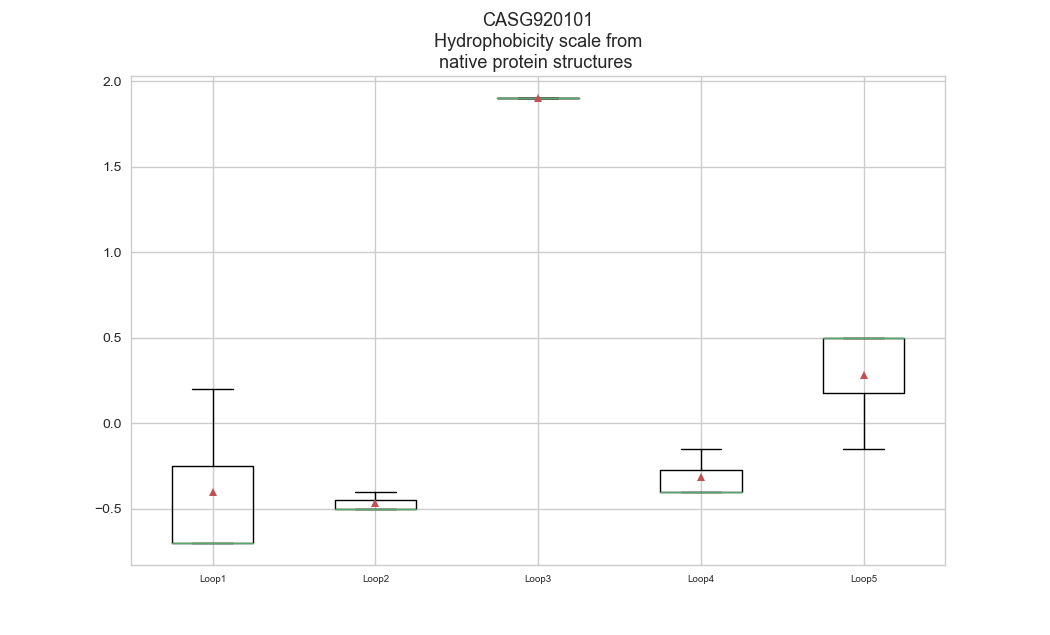 CASG920101
Hydrophobicity scale from
native protein structures
2.0
1.5
1.0
0.5
0.0
−0.5
Loop1 Loop2 Loop3 Loop4 Loop5